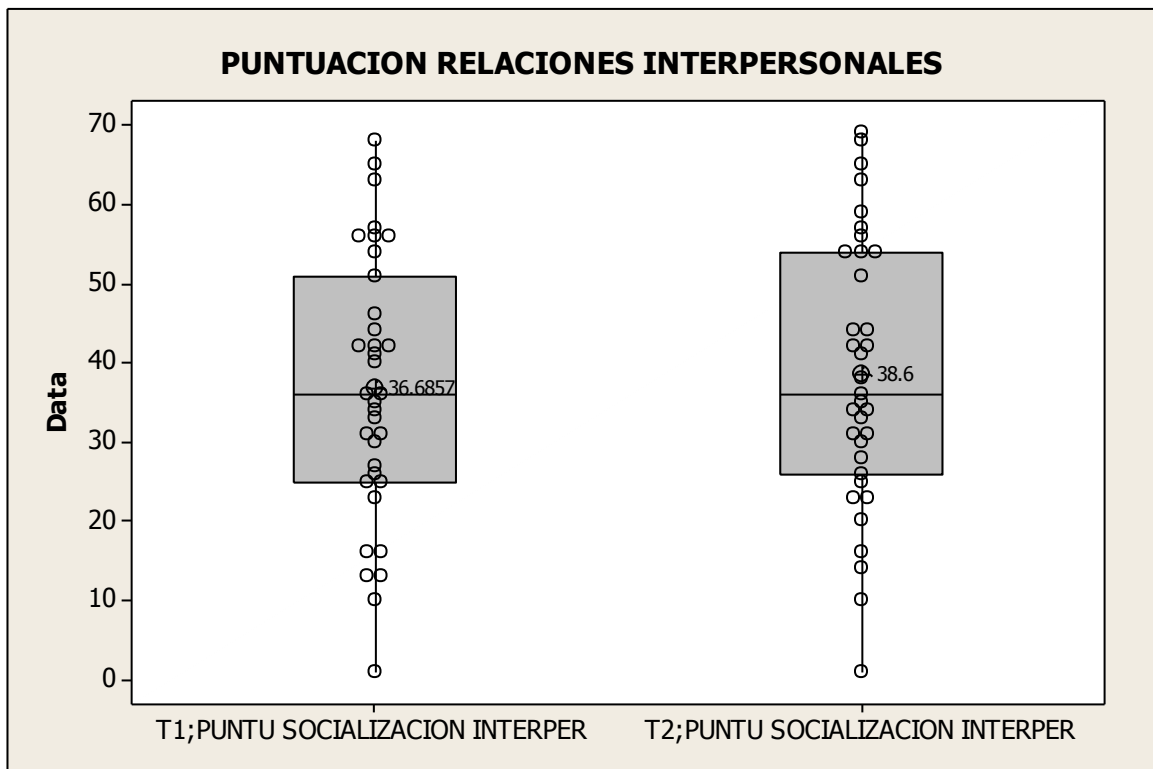 PUNTUACION RELACIONES INTERPERSONALES
70
60
50
40
30
20
10
0
Data
36.6857
38.6
T1;PUNTU SOCIALIZACION INTERPER
T2;PUNTU SOCIALIZACION INTERPER